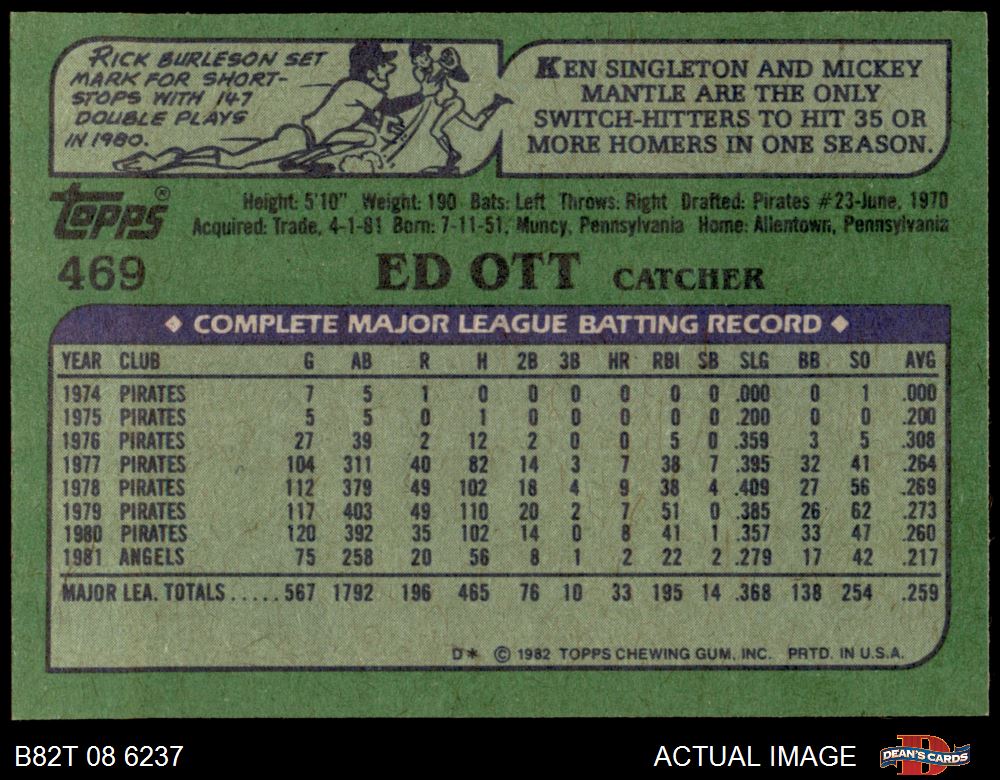 RICK BURLESON SET
MARK FOR SHORT-
STOPS WITH 147
DOUBLE PLAYS
IN 1980.
KEN SINGLETON AND MICKEY
MANTLE ARE THE ONLY
SWITCH-HITTERS TO HIT 35 OR
MORE HOMERS IN ONE SEASON.
topps®
Height: 5'10" Weight: 190 Bats: Left Throws: Right Drafted: Pirates #23-June, 1970
Acquired: Trade, 4-1-81 Born: 7-11-51, Muncy, Pennsylvania Home: Allentown, Pennsylvania
469 ED OTT CATCHER
◆ COMPLETE MAJOR LEAGUE BATTING RECORD ◆
YEAR CLUB G AB R H 2B 3B HR RBI SB SLG BB SO AVG
1974 PIRATES 7 5 1 0 0 0 0 0 0 .000 0 1 .000
1975 PIRATES 5 5 0 1 0 0 0 0 0 .200 0 0 .200
1976 PIRATES 27 39 2 12 2 0 0 5 0 .359 3 5 .308
1977 PIRATES 104 311 40 82 14 3 7 38 7 .395 32 41 .264
1978 PIRATES 112 379 49 102 18 4 9 38 4 .409 27 56 .269
1979 PIRATES 117 403 49 110 20 2 7 51 0 .385 26 62 .273
1980 PIRATES 120 392 35 102 14 0 8 41 1 .357 33 47 .260
1981 ANGELS 75 258 20 56 8 1 2 22 2 .279 17 42 .217
MAJOR LEA. TOTALS.....567 1792 196 465 76 10 33 195 14 .368 138 254 .259
D* © 1982 TOPPS CHEWING GUM, INC. PRTD. IN U.S.A.
B82T 08 6237
ACTUAL IMAGE
D
DEAN'S CARDS